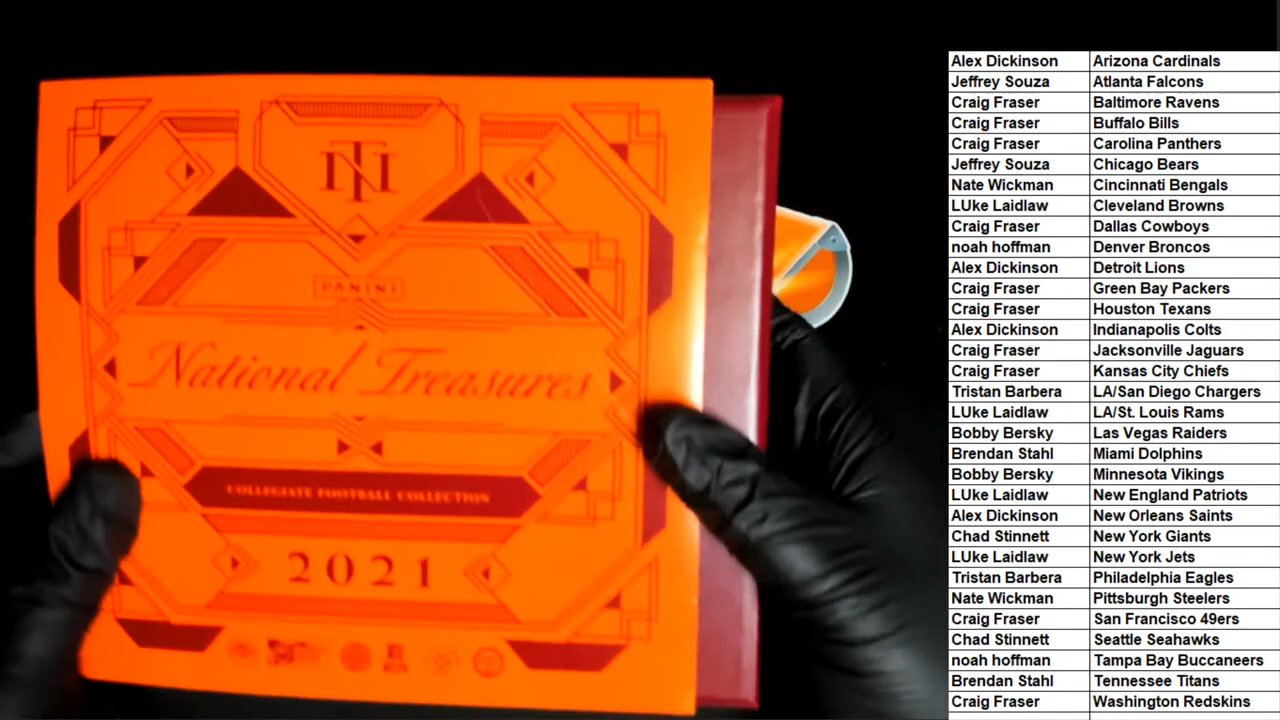 NT
PANINI
National Treasures
COLLEGIATE FOOTBALL COLLECTION
2021
Alex Dickinson Arizona Cardinals
Jeffrey Souza Atlanta Falcons
Craig Fraser Baltimore Ravens
Craig Fraser Buffalo Bills
Craig Fraser Carolina Panthers
Jeffrey Souza Chicago Bears
Nate Wickman Cincinnati Bengals
LUke Laidlaw Cleveland Browns
Craig Fraser Dallas Cowboys
noah hoffman Denver Broncos
Alex Dickinson Detroit Lions
Craig Fraser Green Bay Packers
Craig Fraser Houston Texans
Alex Dickinson Indianapolis Colts
Craig Fraser Jacksonville Jaguars
Craig Fraser Kansas City Chiefs
Tristan Barbera LA/San Diego Chargers
LUke Laidlaw LA/St. Louis Rams
Bobby Bersky Las Vegas Raiders
Brendan Stahl Miami Dolphins
Bobby Bersky Minnesota Vikings
LUke Laidlaw New England Patriots
Alex Dickinson New Orleans Saints
Chad Stinnett New York Giants
LUke Laidlaw New York Jets
Tristan Barbera Philadelphia Eagles
Nate Wickman Pittsburgh Steelers
Craig Fraser San Francisco 49ers
Chad Stinnett Seattle Seahawks
noah hoffman Tampa Bay Buccaneers
Brendan Stahl Tennessee Titans
Craig Fraser Washington Redskins